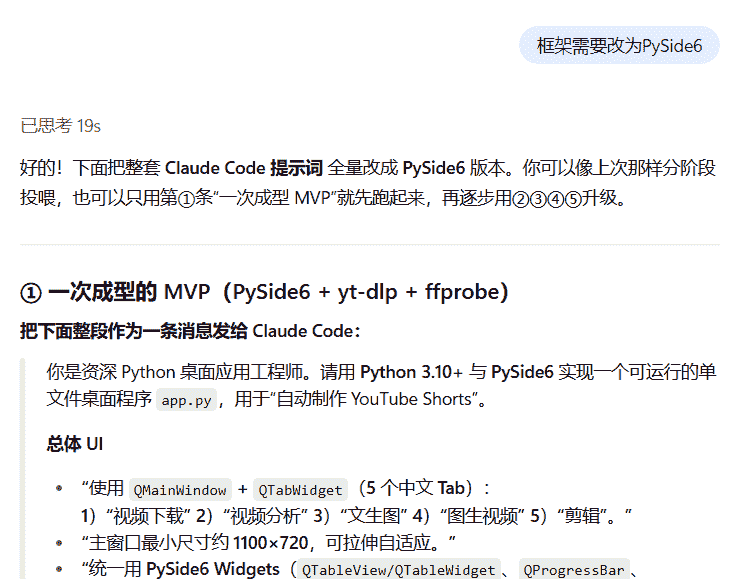 框架需要改为PySide6
已思考 19s
好的！下面把整套 Claude Code 提示词 全量改成 PySide6 版本。你可以像上次那样分阶段
投喂，也可以只用第①条“一次成型 MVP”就先跑起来，再逐步用②③④⑤升级。
① 一次成型的 MVP（PySide6 + yt-dlp + ffprobe）
把下面整段作为一条消息发给 Claude Code：
你是资深 Python 桌面应用工程师。请用 Python 3.10+ 与 PySide6 实现一个可运行的单
文件桌面程序 app.py ，用于“自动制作 YouTube Shorts”。
总体 UI
• “使用 QMainWindow + QTabWidget （5 个中文 Tab）：
1）“视频下载” 2）“视频分析” 3）“文生图” 4）“图生视频” 5）“剪辑”。”
• “主窗口最小尺寸约 1100×720，可拉伸自适应。”
• “统一用 PySide6 Widgets（ QTableView/QTableWidget 、 QProgressBar 、